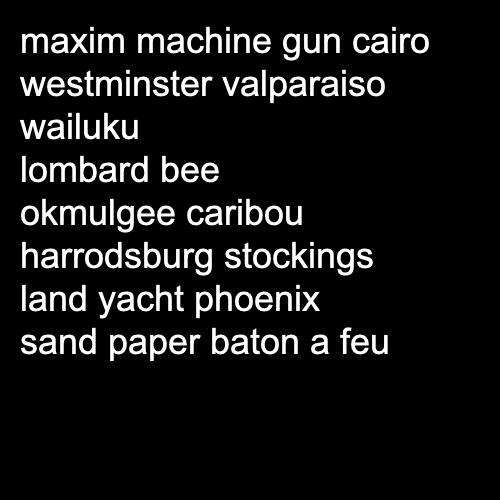 maxim machine gun cairo
westminster valparaiso
wailuku
lombard bee
okmulgee caribou
harrodsburg stockings
land yacht phoenix
sand paper baton a feu